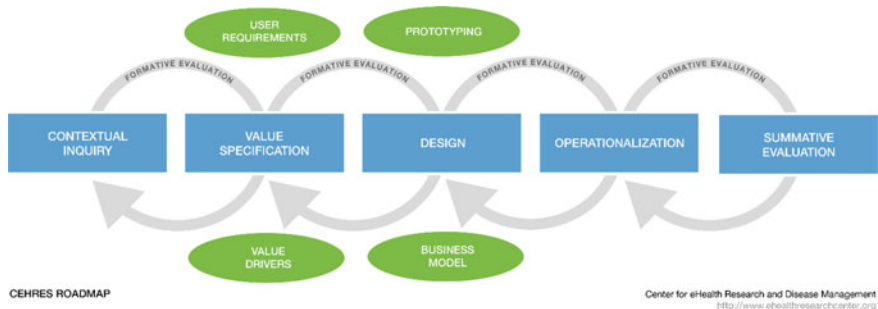 USER
REQUIREMENTS
PROTOTYPING
FORMATIVE EVALUATION
FORMATIVE EVALUATION
FORMATIVE EVALUATION
FORMATIVE EVALUATION
CONTEXTUAL
INQUIRY
VALUE
SPECIFICATION
DESIGN
OPERATIONALIZATION
SUMMATIVE
EVALUATION
VALUE
DRIVERS
BUSINESS
MODEL
CEHRES ROADMAP
Center for eHealth Research and Disease Management
http://www.ehealthresearchcenter.org